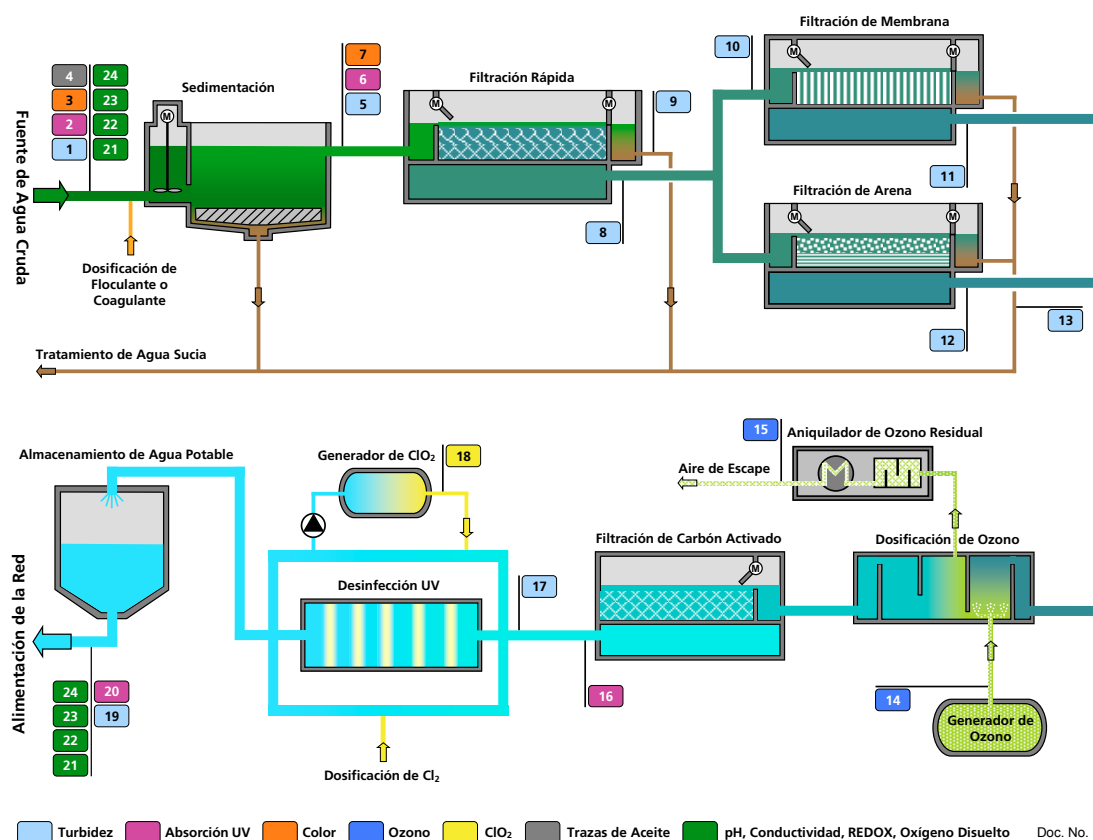 Filtración de Membrana
10
M
M
7
4
24
Sedimentación
6
Filtración Rápida
3
23
9
2
22
5
M
M
M
1
21
11
Fuente de Agua Cruda
Filtración de Arena
8
M
M
Dosificación de
Floculante o
Coagulante
13
12
Tratamiento de Agua Sucia
15
Aniquilador de Ozono Residual
Almacenamiento de Agua Potable
Generador de ClO₂
18
Aire de Escape
Filtración de Carbón Activado
Dosificación de Ozono
M
Desinfección UV
17
Alimentación de la Red
24
20
16
14
23
19
22
Generador de
Ozono
21
Dosificación de Cl₂
Turbidez
Absorción UV
Color
Ozono
ClO₂
Trazas de Aceite
pH, Conductividad, REDOX, Oxígeno Disuelto
Doc. No.